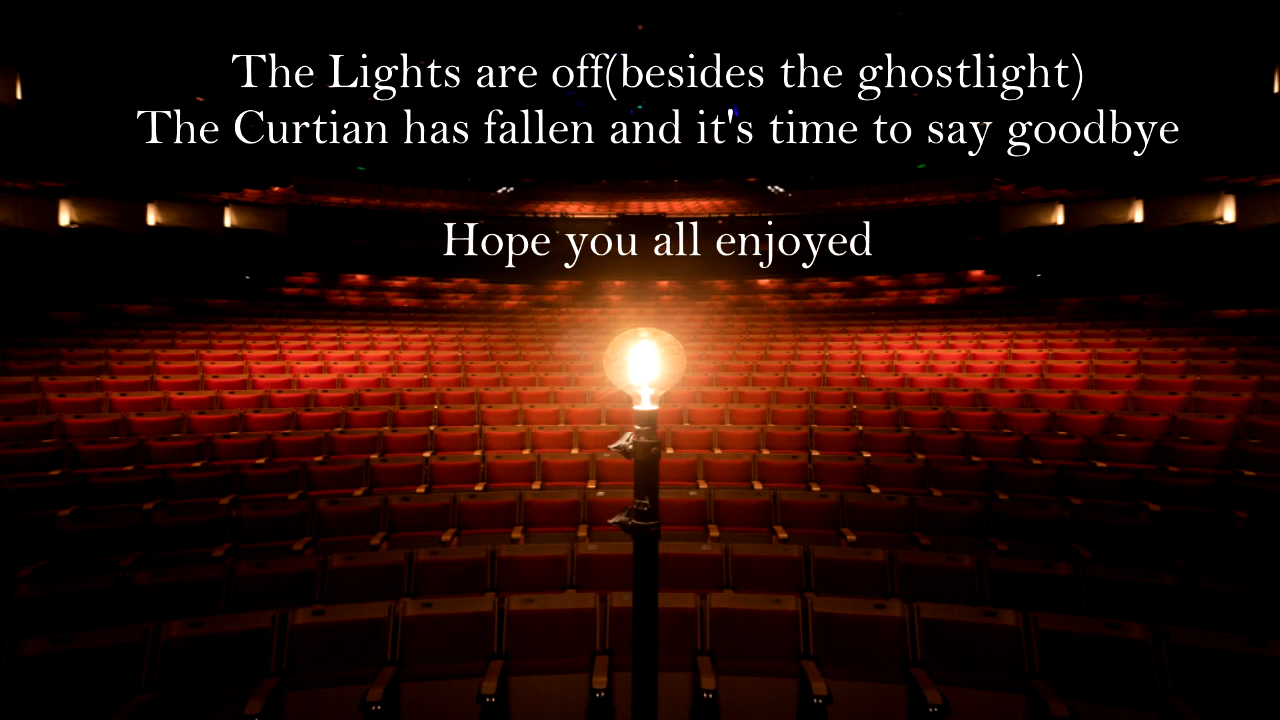 The Lights are off(besides the ghostlight)
The Curtian has fallen and it's time to say goodbye
Hope you all enjoyed